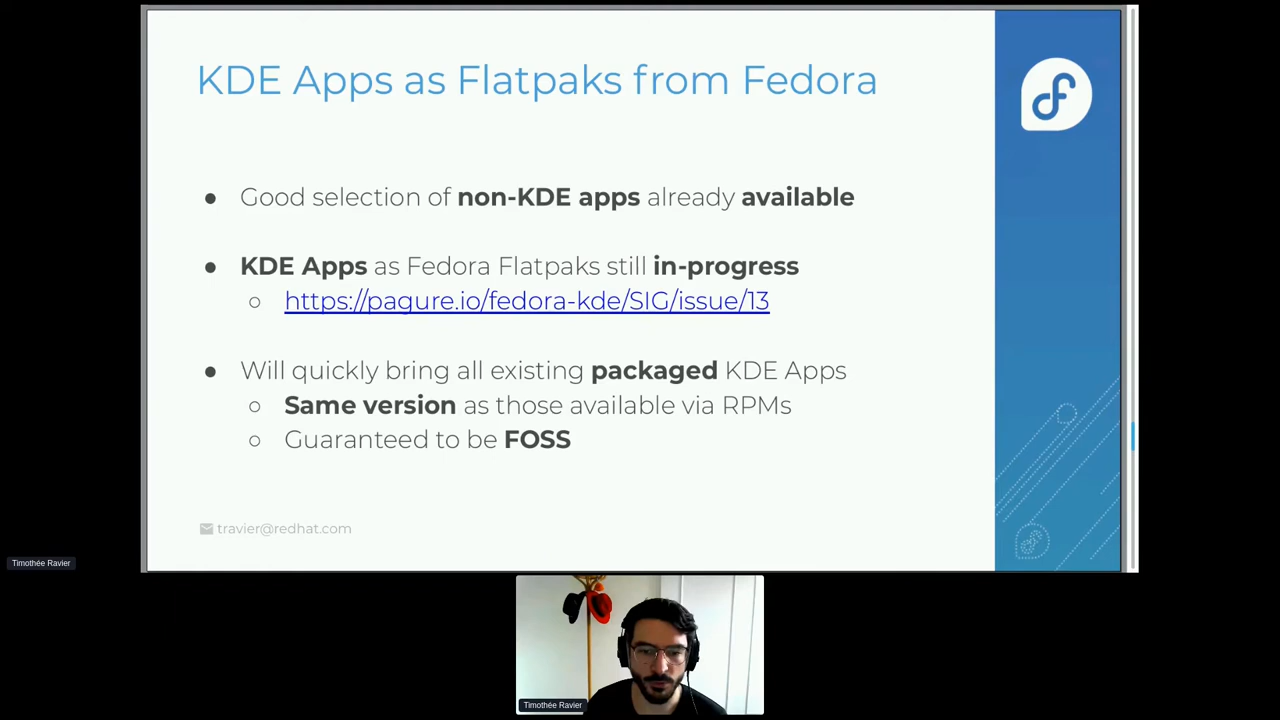 KDE Apps as Flatpaks from Fedora
● Good selection of non-KDE apps already available
● KDE Apps as Fedora Flatpaks still in-progress
○ https://pagure.io/fedora-kde/SIG/issue/13
● Will quickly bring all existing packaged KDE Apps
○ Same version as those available via RPMs
○ Guaranteed to be FOSS
travier@redhat.com
Timothée Ravier
Timothée Ravier